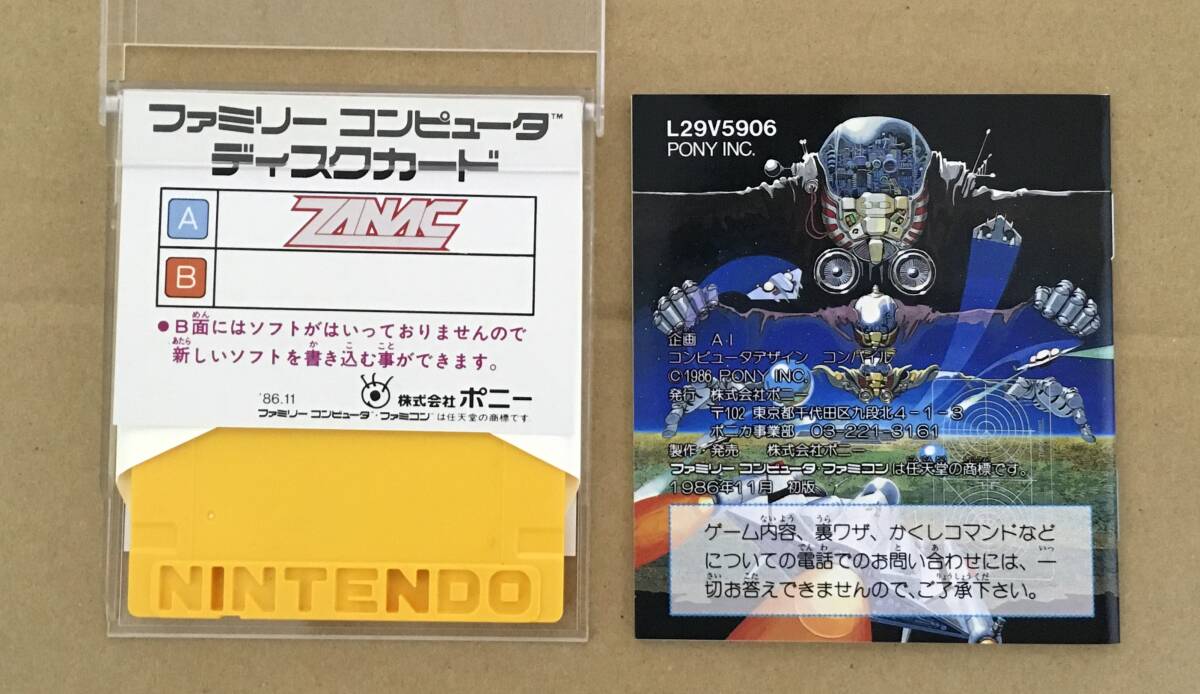 ファミリー コンピュータ™
ディスクカード
A ZANAC
B
●B面にはソフトがはいっておりませんので
新しいソフトを書き込む事ができます。
'86.11 株式会社 ポニー
ファミリー コンピュータ・ファミコンは任天堂の商標です
NINTENDO
L29V5906
PONY INC.
企画 A・I
コンピュータデザイン コンパイル
©1986 PONY INC.
発行 株式会社ポニー
〒102 東京都千代田区九段北4-1-3
ポニカ事業部 03-221-3161
製作・発売 株式会社ポニー
ファミリー コンピュータ・ファミコンは任天堂の商標です。
1986年11月 初版
ゲーム内容、裏ワザ、かくしコマンドなど
についての電話でのお問い合わせには、一
切お答えできませんので、ご了承下さい。